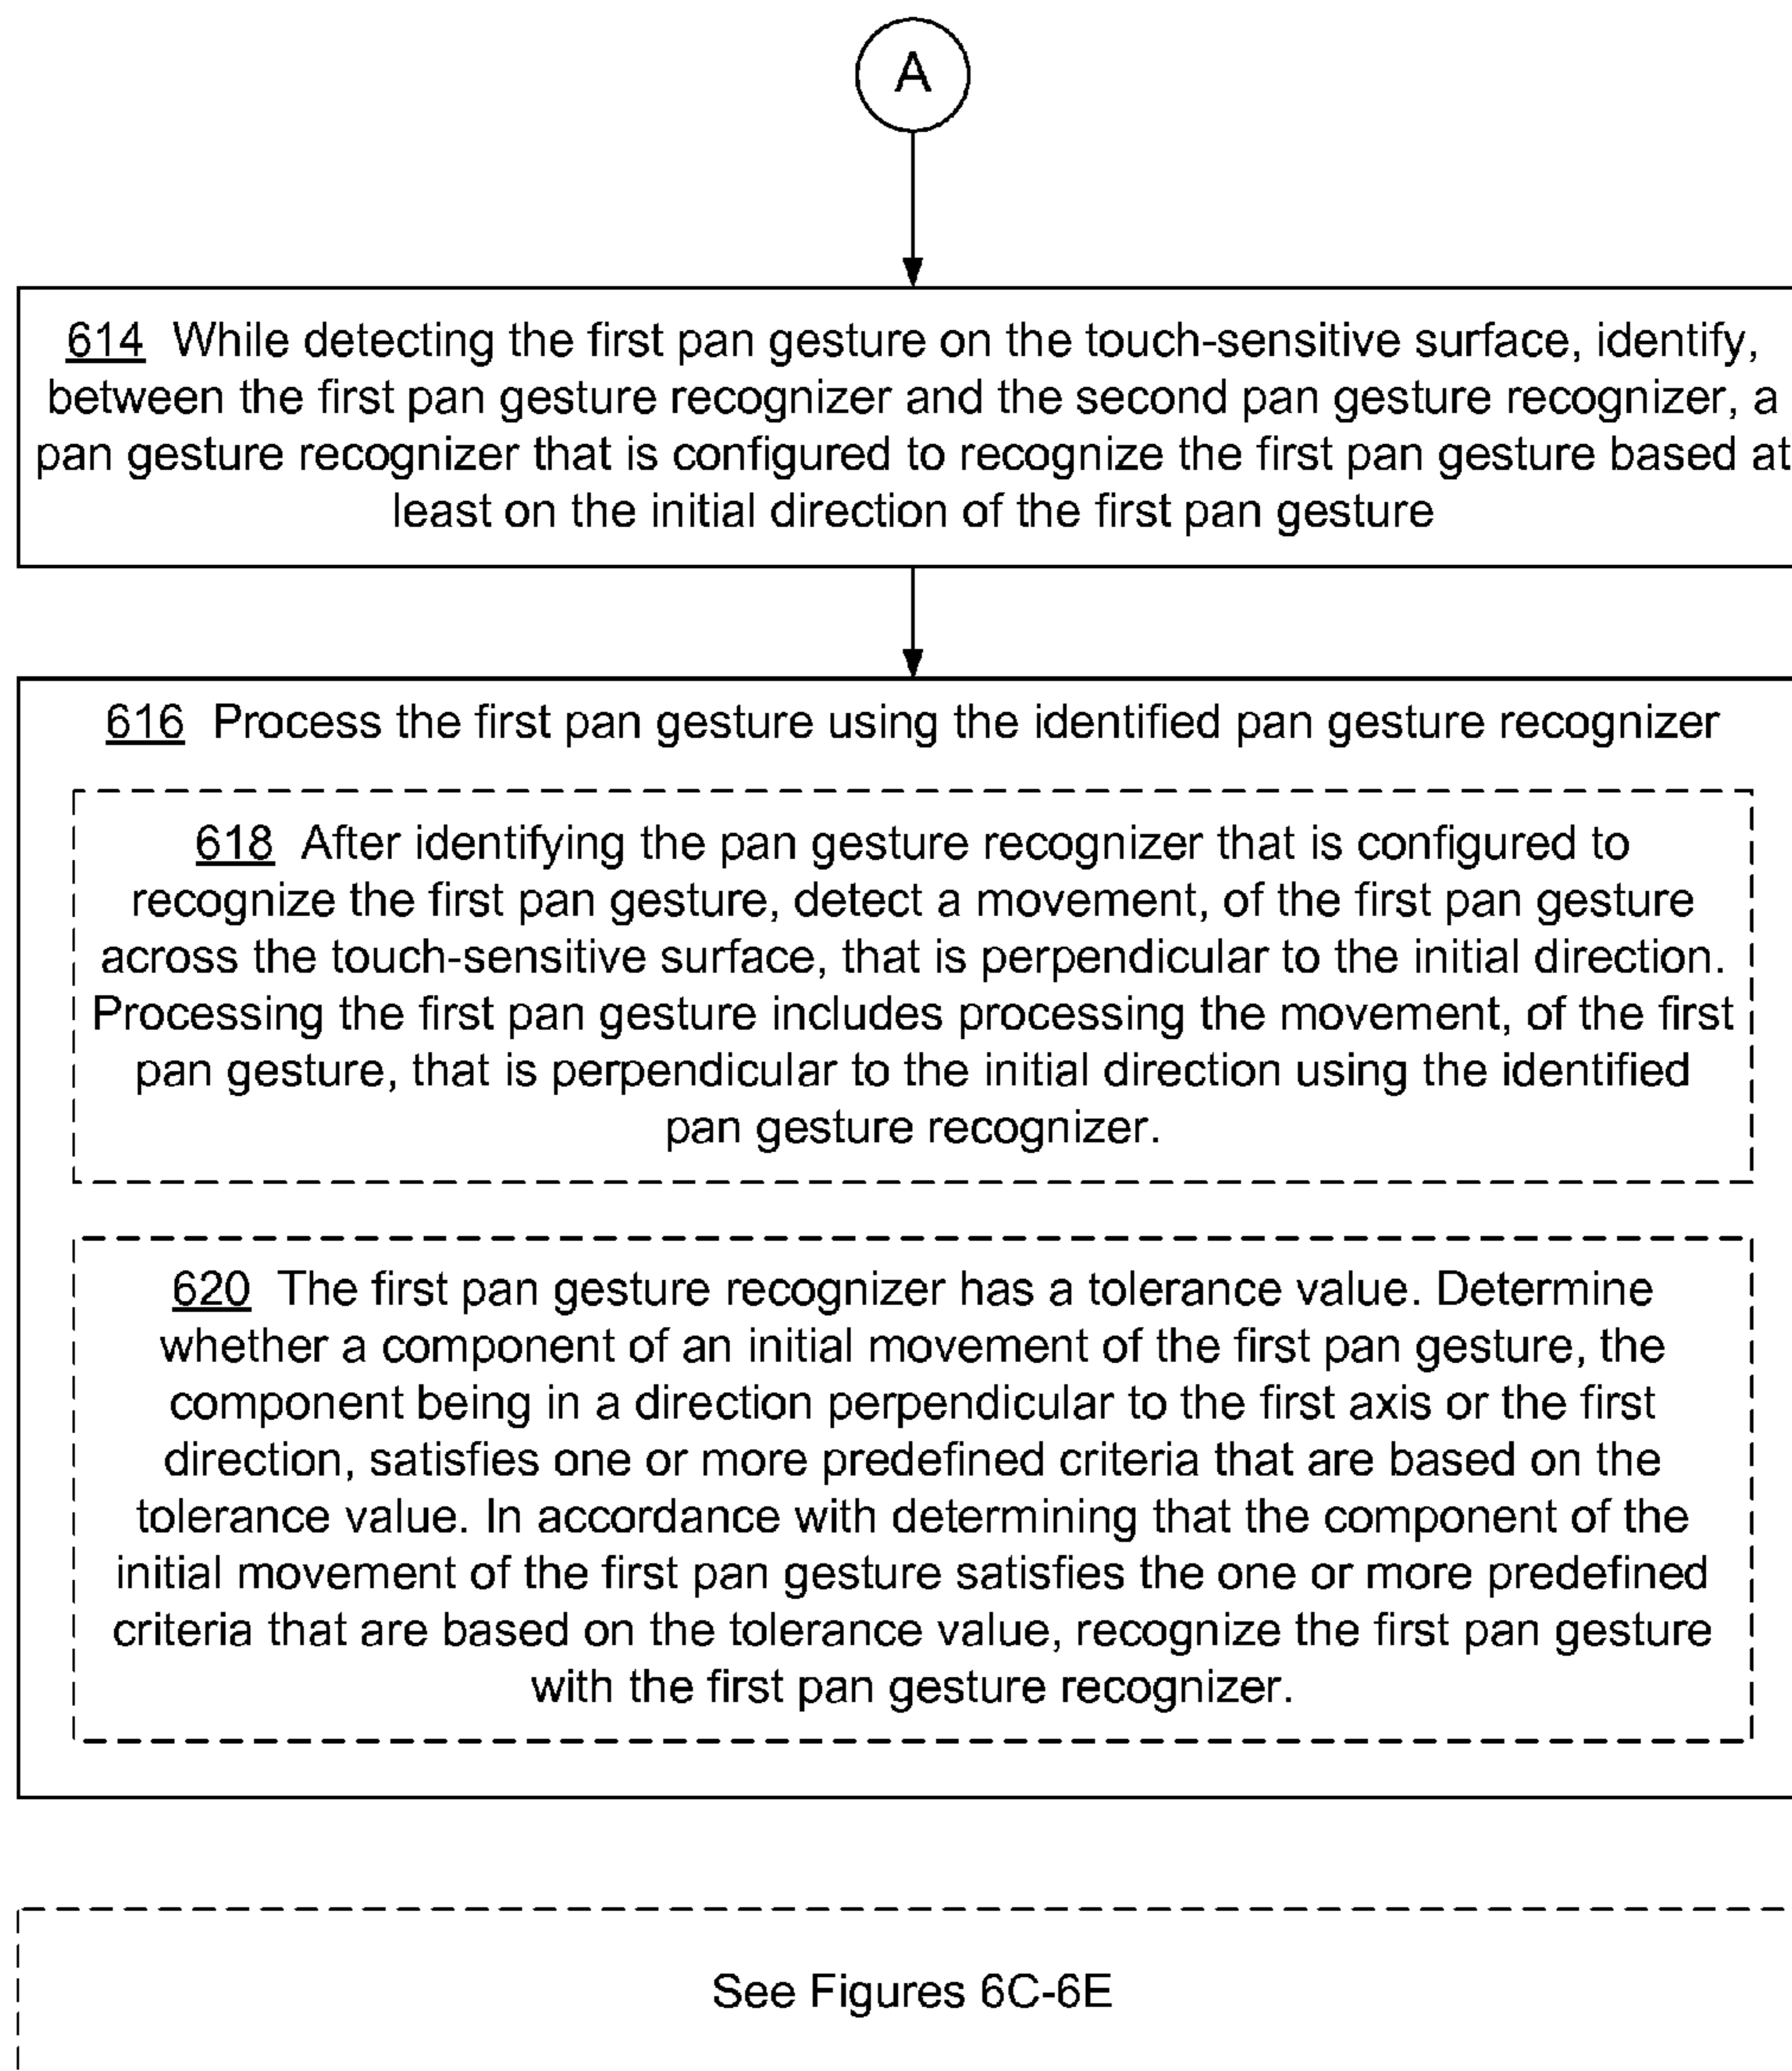 A
614 While detecting the first pan gesture on the touch-sensitive surface, identify,
between the first pan gesture recognizer and the second pan gesture recognizer, a
pan gesture recognizer that is configured to recognize the first pan gesture based at
least on the initial direction of the first pan gesture
616 Process the first pan gesture using the identified pan gesture recognizer
618 After identifying the pan gesture recognizer that is configured to
recognize the first pan gesture, detect a movement, of the first pan gesture
across the touch-sensitive surface, that is perpendicular to the initial direction.
Processing the first pan gesture includes processing the movement, of the first
pan gesture, that is perpendicular to the initial direction using the identified
pan gesture recognizer.
620 The first pan gesture recognizer has a tolerance value. Determine
whether a component of an initial movement of the first pan gesture, the
component being in a direction perpendicular to the first axis or the first
direction, satisfies one or more predefined criteria that are based on the
tolerance value. In accordance with determining that the component of the
initial movement of the first pan gesture satisfies the one or more predefined
criteria that are based on the tolerance value, recognize the first pan gesture
with the first pan gesture recognizer.
See Figures 6C-6E